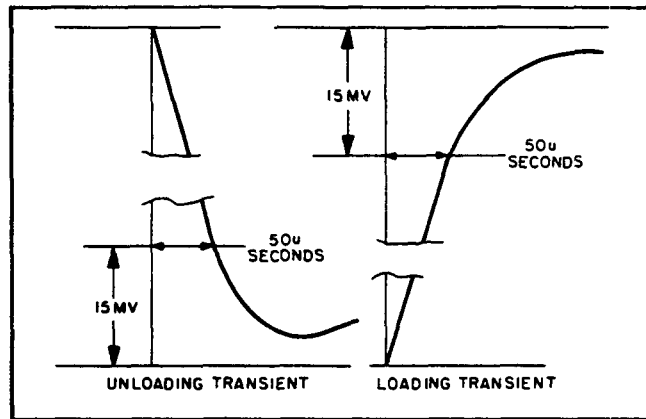 15 MV
50u
SECONDS
50u
SECONDS
15 MV
UNLOADING TRANSIENT
LOADING TRANSIENT